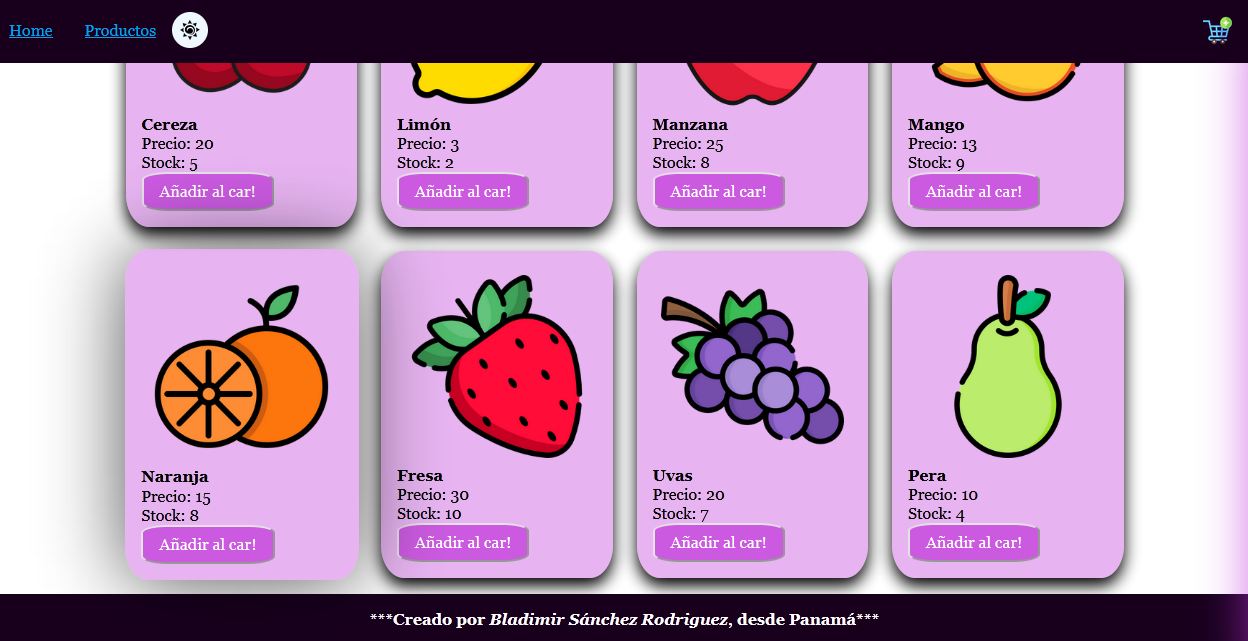 Home Productos
Cereza
Precio: 20
Stock: 5
Añadir al car!
Limón
Precio: 3
Stock: 2
Añadir al car!
Manzana
Precio: 25
Stock: 8
Añadir al car!
Mango
Precio: 13
Stock: 9
Añadir al car!
Naranja
Precio: 15
Stock: 8
Añadir al car!
Fresa
Precio: 30
Stock: 10
Añadir al car!
Uvas
Precio: 20
Stock: 7
Añadir al car!
Pera
Precio: 10
Stock: 4
Añadir al car!
***Creado por Bladimir Sánchez Rodriguez, desde Panamá***